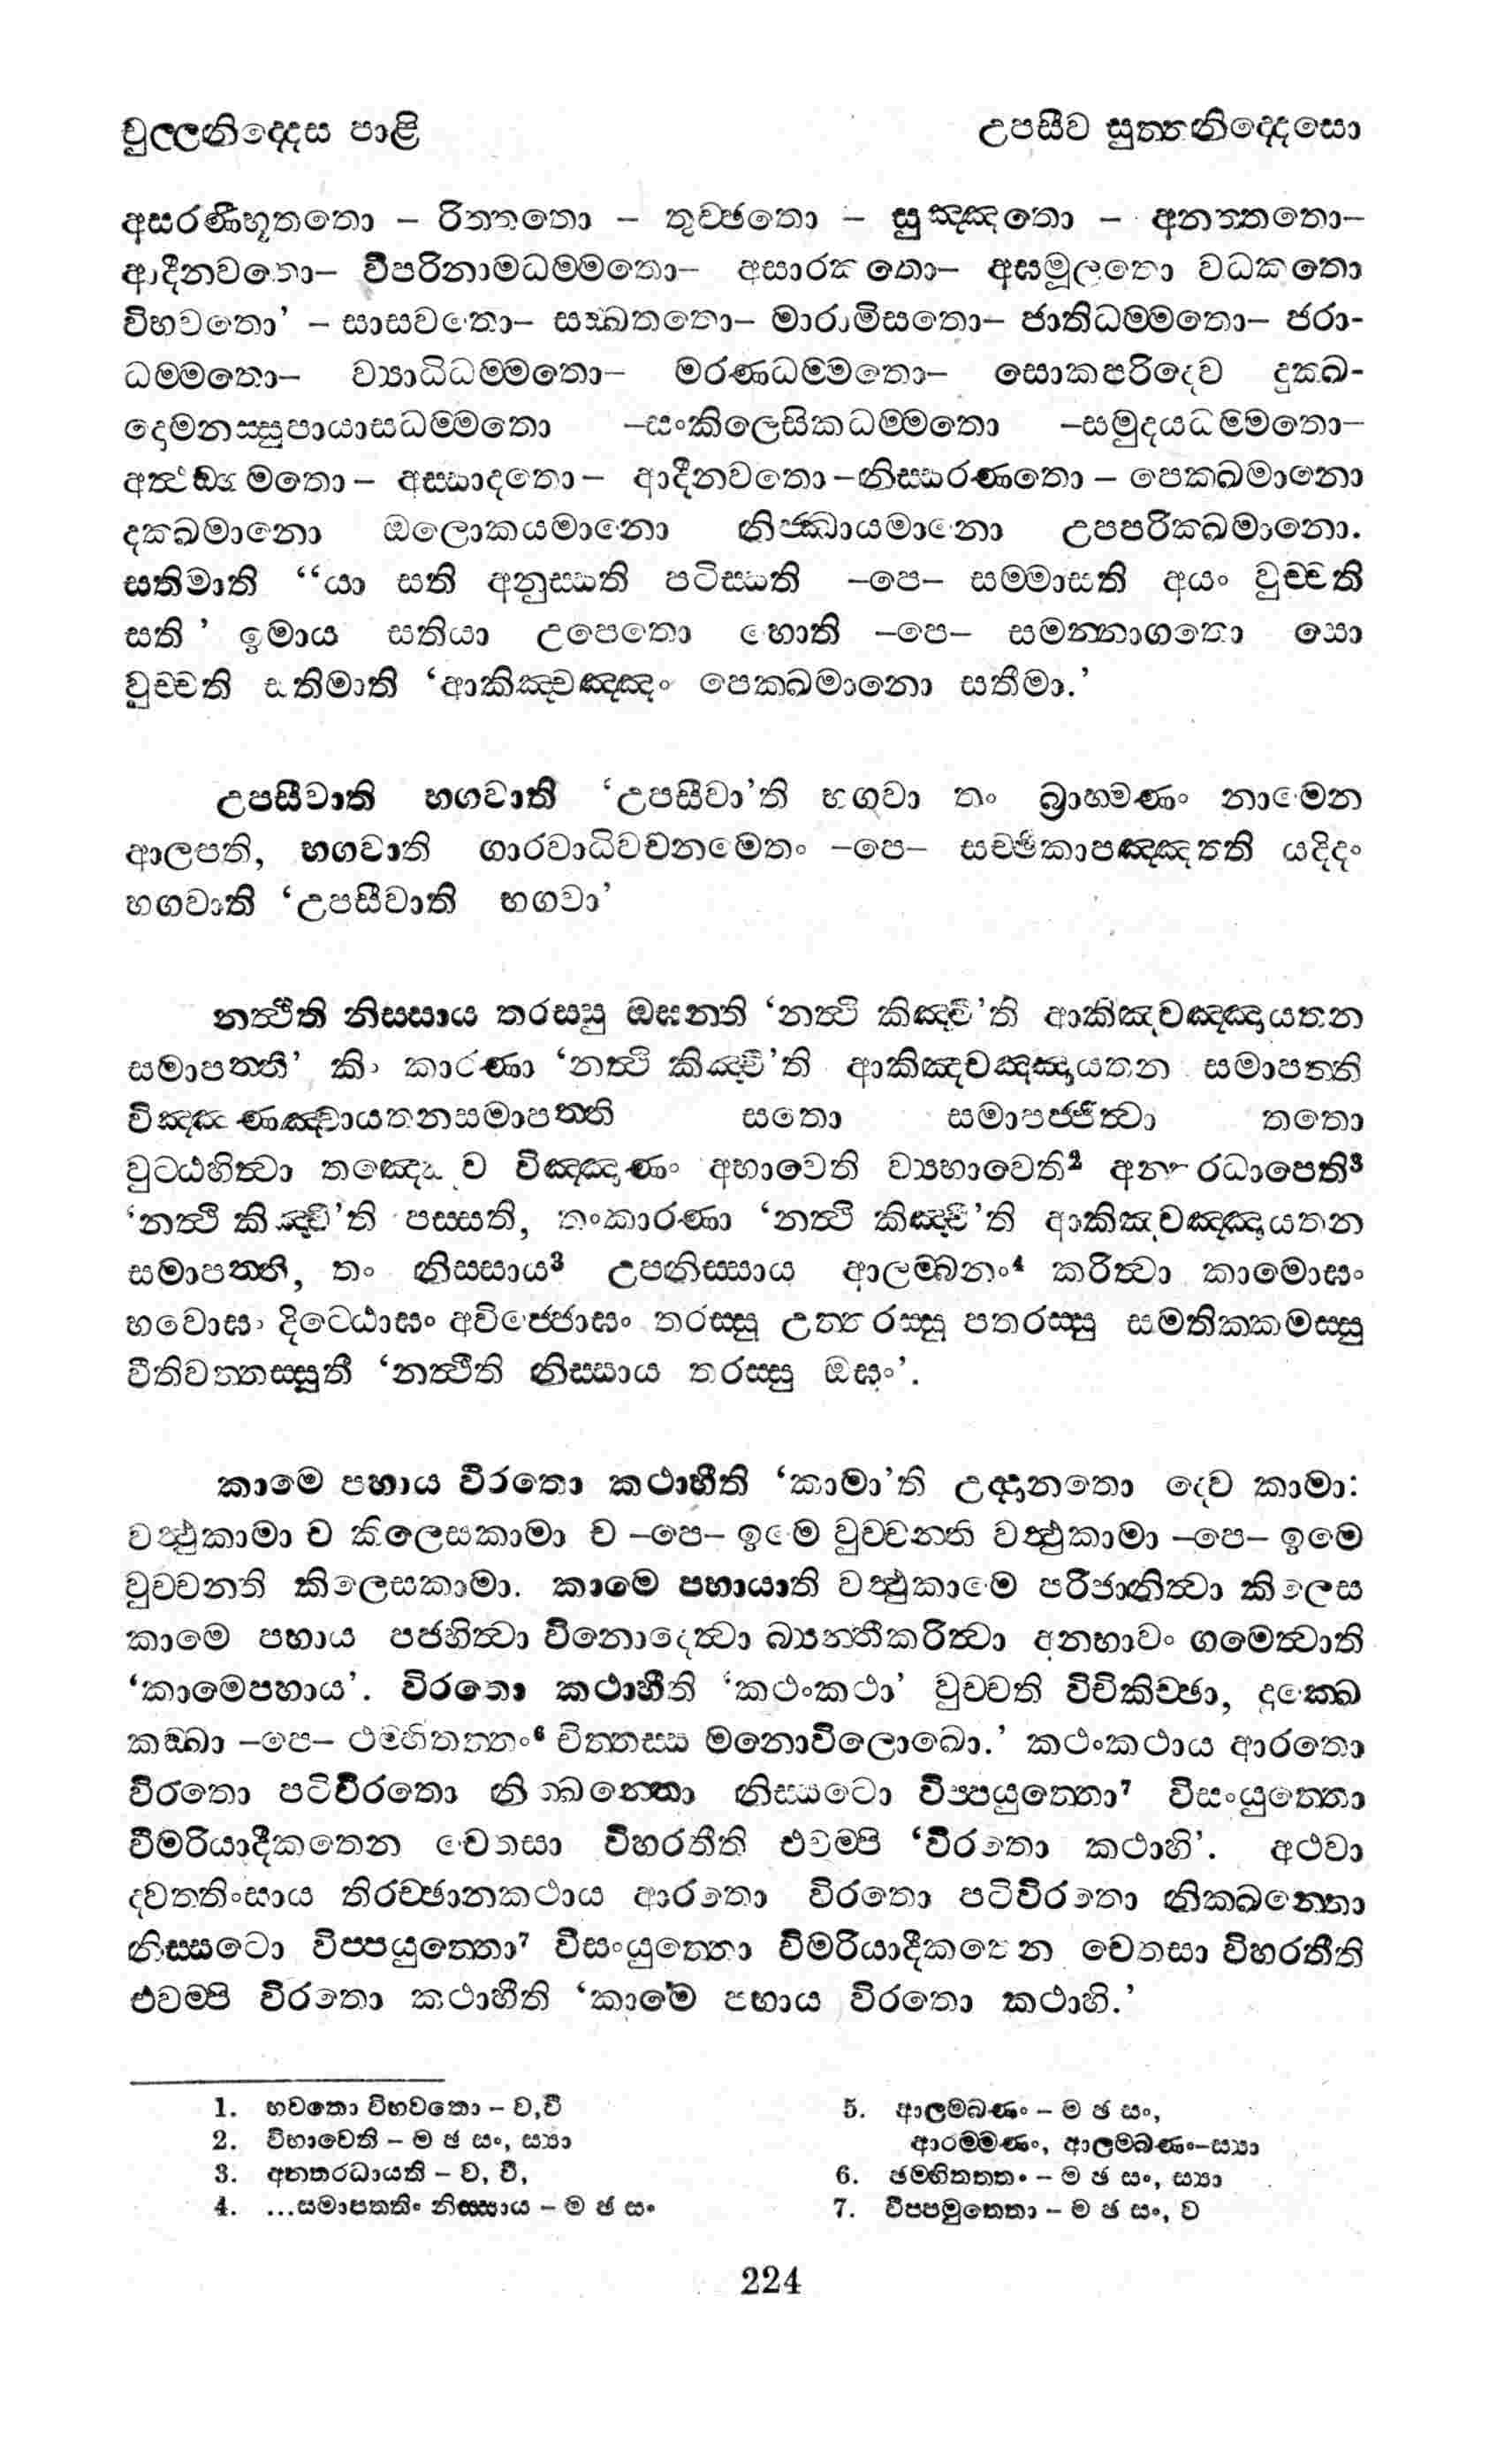 චුල්ලනිද්දෙස පාළි
උපසීව සුත්තනිද්දෙසො
අසරණීභූතතො – රිත්තතො – තුච්ඡතො – සුඤ්ඤතො – අනත්තතො–
ආදීනවතො– විපරිනාමධම්මතො– අසාරකතො– අඝමූලතො වධකතො
විභවතො’ – සාසවතො– සඞ්ඛතතො– මාරාමිසතො– ජාතිධම්මතො– ජරා-
ධම්මතො– ව්‍යාධිධම්මතො– මරණධම්මතො– සොකපරිදෙව දුක්ඛ-
දොමනස්සුපායාසධම්මතො –සංකිලෙසිකධම්මතො –සමුදයධම්මතො–
අත්ථඞ්ගමතො– අස්සාදතො– ආදීනවතො–නිස්සරණතො – පෙක්ඛමානො
දක්ඛමානො ඔලොකයමානො නිජ්ඣායමානො උපපරික්ඛමානො.
සතිමාති “යා සති අනුස්සති පටිස්සති –පෙ– සම්මාසති අයං වුච්චති
සති’ ඉමාය සතියා උපෙතො හොති –පෙ– සමන්නාගතො සො
වුච්චති සතිමාති ‘ආකිඤ්චඤ්ඤං පෙක්ඛමානො සතීමා.’
උපසීවාති භගවාති ‘උපසීවා’ති භගවා තං බ්‍රාහ්මණං නාමෙන
ආලපති, භගවාති ගාරවාධිවචනමෙතං –පෙ– සච්ඡිකාපඤ්ඤත්ති යදිදං
භගවාති ‘උපසීවාති භගවා’
නත්ථීති නිස්සාය තරස්සු ඔඝන්ති ‘නත්ථි කිඤ්චී’ති ආකිඤ්චඤ්ඤායතන
සමාපත්ති’ කිං කාරණා ‘නත්ථි කිඤ්චී’ති ආකිඤ්චඤ්ඤායතන සමාපත්ති
විඤ්ඤණඤ්චායතනසමාපත්ති සතො සමාපජ්ජිත්වා තතො
වුට්ඨහිත්වා තඤ්ඤෙව විඤ්ඤාණං අභාවෙති ව්‍යභාවෙති² අන්තරධාපෙති³
‘නත්ථි කිඤ්චී’ති පස්සති, තංකාරණා ‘නත්ථි කිඤ්චී’ති ආකිඤ්චඤ්ඤායතන
සමාපත්ති, තං නිස්සාය³ උපනිස්සාය ආලම්බනං⁴ කරිත්වා කාමොඝං
භවොඝං දිට්ඨොඝං අවිජ්ජොඝං තරස්සු උත්තරස්සු පතරස්සු සමතික්කමස්සු
වීතිවත්තස්සුති ‘නත්ථීති නිස්සාය තරස්සු ඔඝං’.
කාමෙ පහාය විරතො කථාහීති ‘කාමා’ති උද්දානතො ද්වෙ කාමා:
වත්ථුකාමා ච කිලෙසකාමා ච –පෙ– ඉමෙ වුච්චන්ති වත්ථුකාමා –පෙ– ඉමෙ
වුච්චන්ති කිලෙසකාමා. කාමෙ පහායාති වත්ථුකාමෙ පරිජානිත්වා කිලෙස
කාමෙ පහාය පජහිත්වා විනොදෙත්වා බ්‍යන්තීකරිත්වා අනභාවං ගමෙත්වාති
‘කාමෙපහාය’. විරතො කථාහීති ‘කථංකථා’ වුච්චති විචිකිච්ඡා, දුක්ඛෙ
කඞ්ඛා –පෙ– ථම්හිතත්තං⁶ චිත්තස්ස මනොවිලොඛො.’ කථංකථාය ආරතො
විරතො පටිවිරතො නික්ඛන්තො නිස්සටො විප්පයුත්තො⁷ විසංයුත්තො
විමරියාදීකතෙන චෙතසා විහරතීති එවම්පි ‘විරතො කථාහි’. අථවා
ද්වත්තිංසාය තිරච්ඡානකථාය ආරතො විරතො පටිවිරතො නික්ඛන්තො
නිස්සටො විප්පයුත්තො⁷ විසංයුත්තො විමරියාදීකතෙන චෙතසා විහරතීති
එවම්පි විරතො කථාහීති ‘කාමෙ පහාය විරතො කථාහි.’
1. භවතො විභවතො – ව,වි
2. විභාවෙති – ම ඡ සං, ස්‍යා
3. අන්තරධායති – ව, වි,
4. ...සමාපත්තිං නිස්සාය – ම ඡ සං
5. ආලම්බණං – ම ඡ සං,
ආරම්මණං, ආලම්බණං–ස්‍යා
6. ඡම්භිතත්තං – ම ඡ සං, ස්‍යා
7. විප්පමුත්තො – ම ඡ සං, ව
224